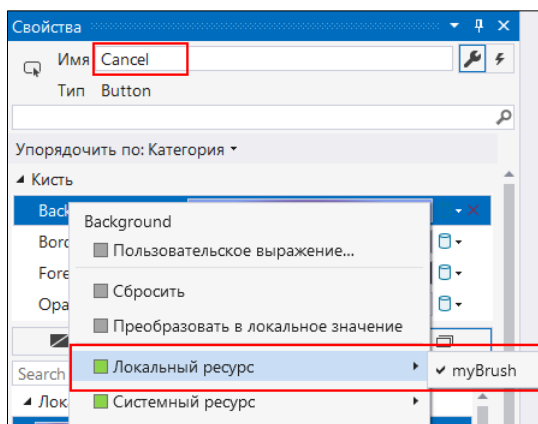 Свойства
Имя Cancel
Тип Button
Упорядочить по: Категория
Кисть
Back
Background
Bord
Пользовательское выражение...
Fore
Сбросить
Opa
Преобразовать в локальное значение
Search
Локальный ресурс
myBrush
Лок
Системный ресурс